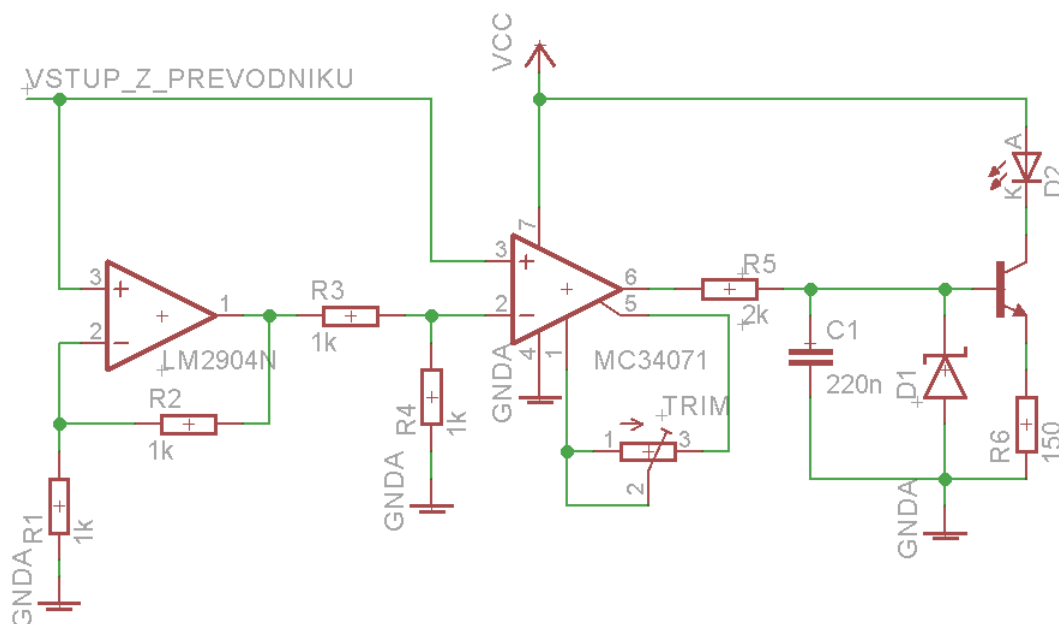 VCC
VSTUP_Z_PREVODNIKU
A
K
D2
3
2
1
LM2904N
R3
1k
R2
1k
R1
1k
GNDA
R4
1k
GNDA
3
2
7
6
5
4
1
GNDA
MC34071
R5
2k
TRIM
1
3
2
C1
220n
D1
GNDA
R6
150